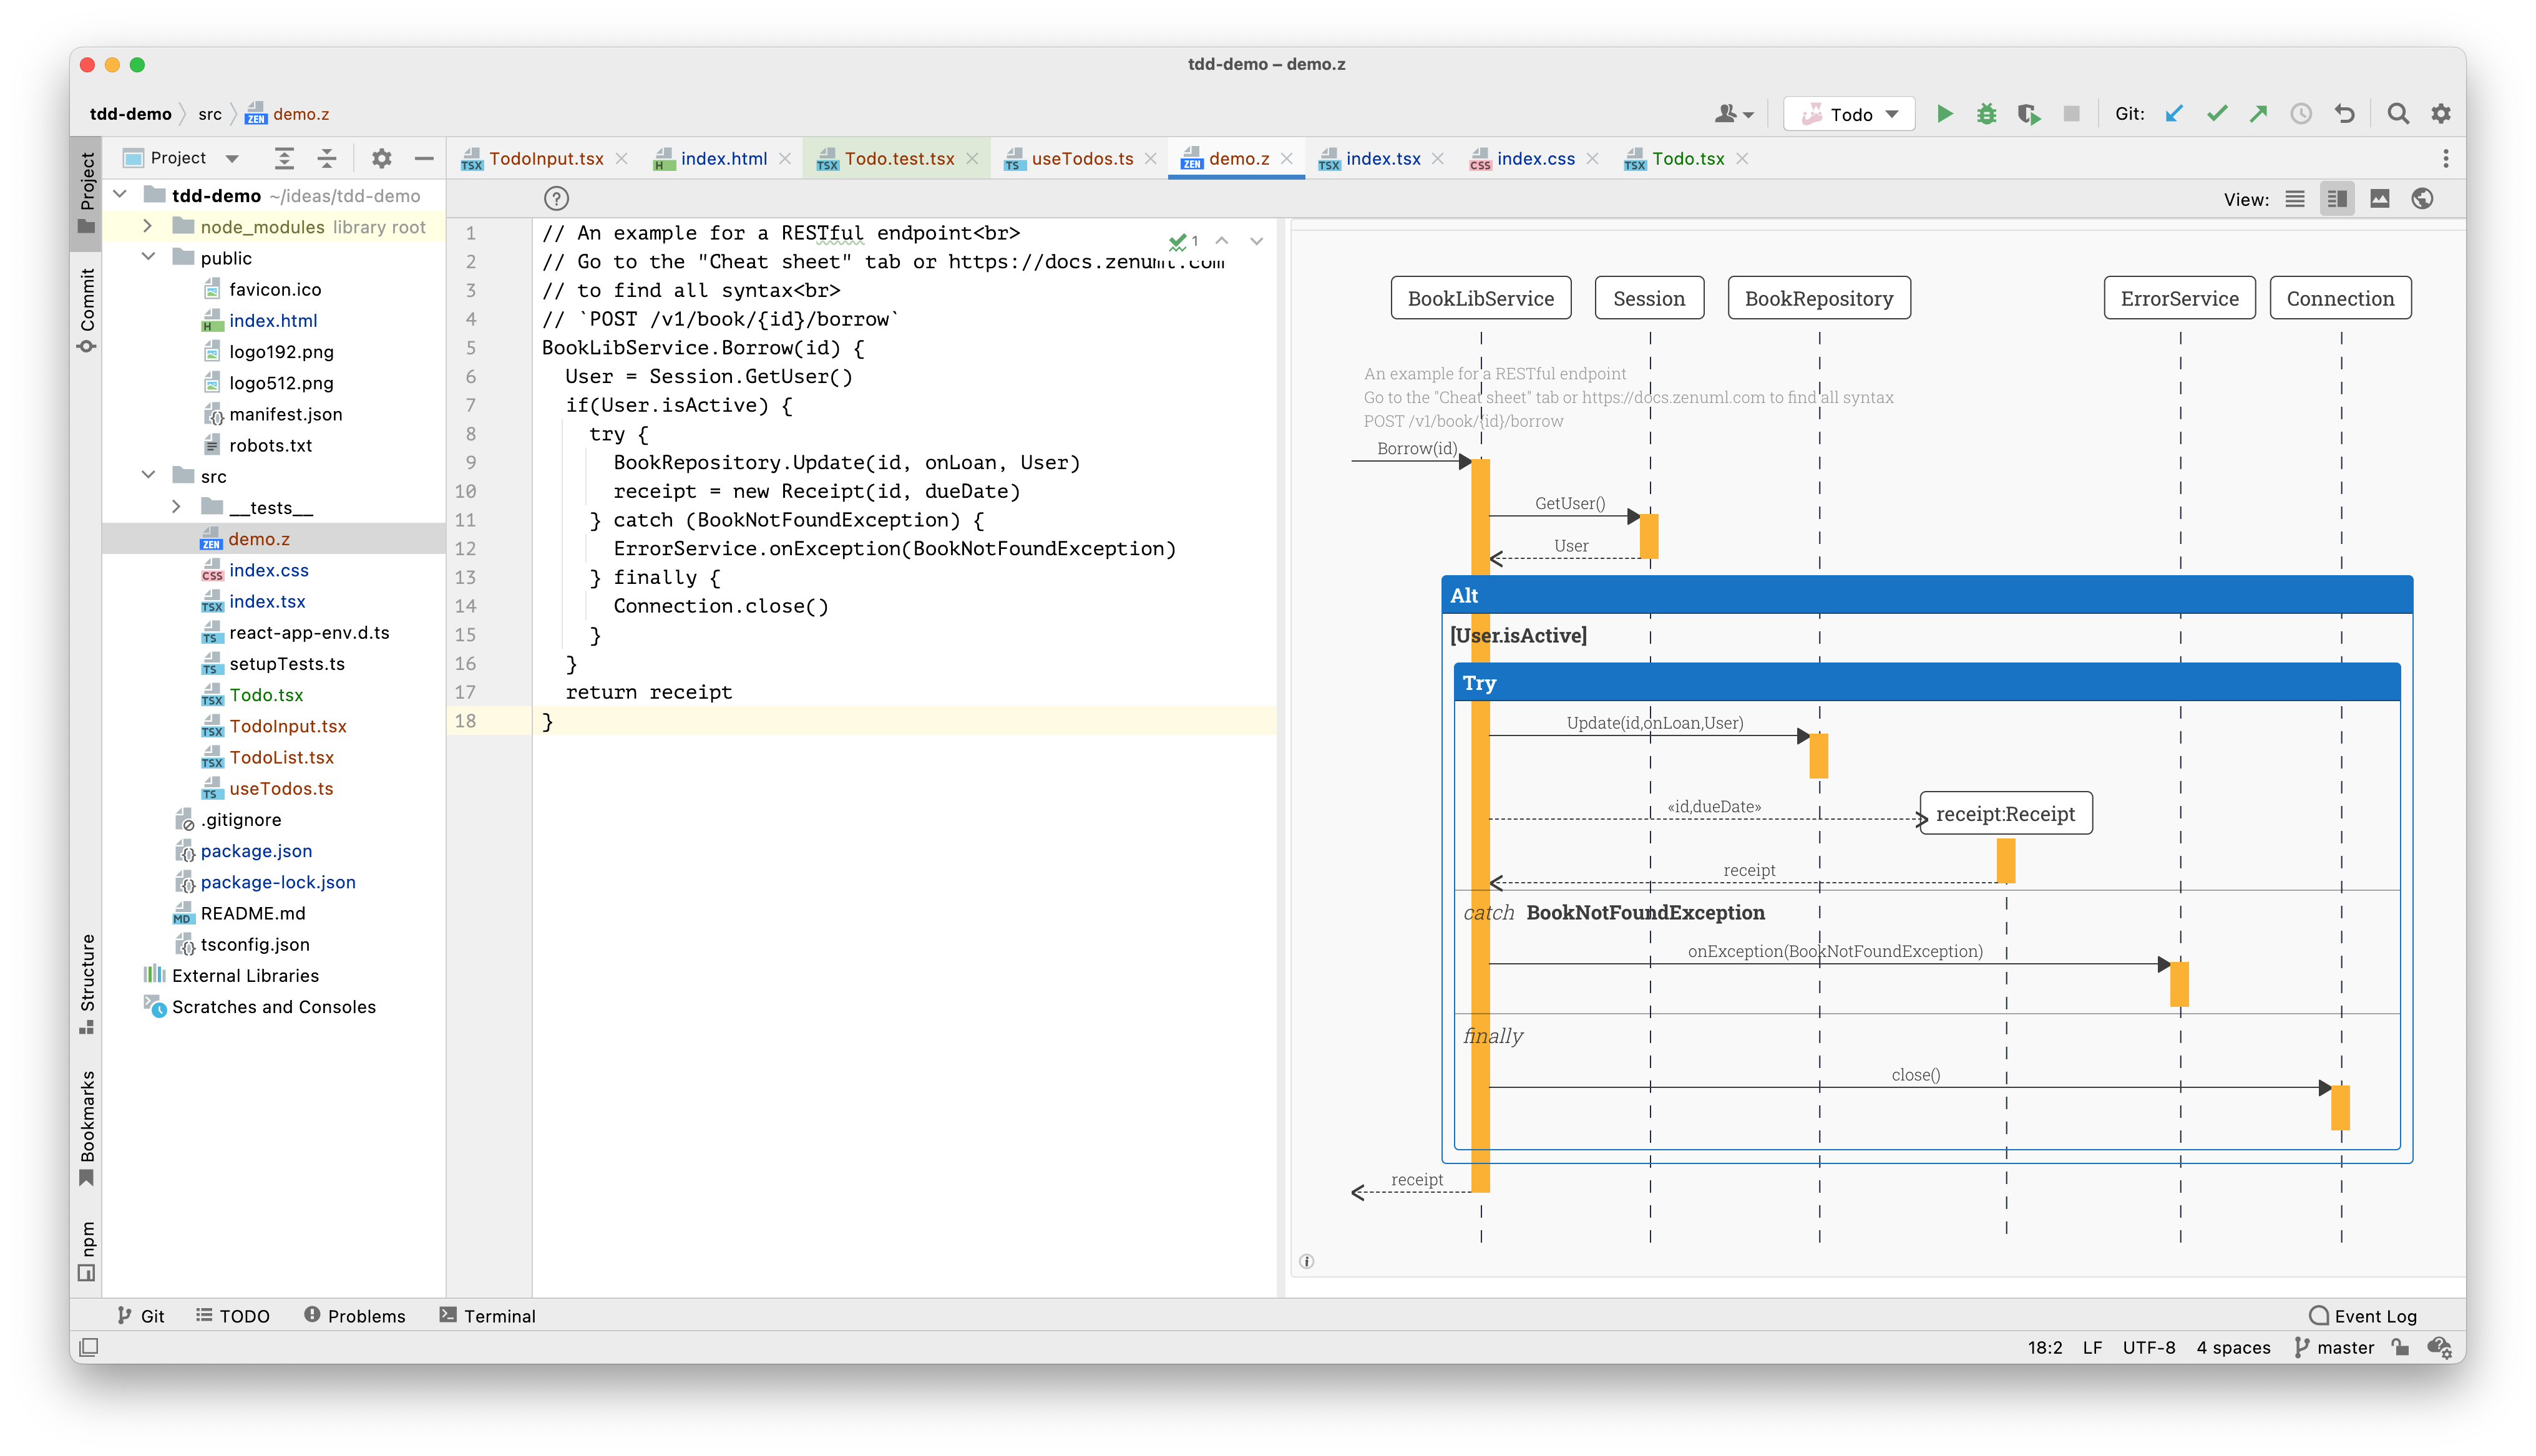 tdd-demo – demo.z
tdd-demo src demo.z
Todo
Git:
Project
Commit
Structure
Bookmarks
npm
Project
tdd-demo ~/ideas/tdd-demo
node_modules library root
public
favicon.ico
index.html
logo192.png
logo512.png
manifest.json
robots.txt
src
__tests__
demo.z
index.css
index.tsx
react-app-env.d.ts
setupTests.ts
Todo.tsx
TodoInput.tsx
TodoList.tsx
useTodos.ts
.gitignore
package.json
package-lock.json
README.md
tsconfig.json
External Libraries
Scratches and Consoles
TodoInput.tsx index.html Todo.test.tsx useTodos.ts demo.z index.tsx index.css Todo.tsx
View:
1 // An example for a RESTful endpoint<br>
2 // Go to the "Cheat sheet" tab or https://docs.zenuml.com
3 // to find all syntax<br>
4 // `POST /v1/book/{id}/borrow`
5 BookLibService.Borrow(id) {
6 User = Session.GetUser()
7 if(User.isActive) {
8 try {
9 BookRepository.Update(id, onLoan, User)
10 receipt = new Receipt(id, dueDate)
11 } catch (BookNotFoundException) {
12 ErrorService.onException(BookNotFoundException)
13 } finally {
14 Connection.close()
15 }
16 }
17 return receipt
18 }
1
BookLibService Session BookRepository ErrorService Connection
An example for a RESTful endpoint
Go to the "Cheat sheet" tab or https://docs.zenuml.com to find all syntax
POST /v1/book/{id}/borrow
Borrow(id)
GetUser()
User
Alt
[User.isActive]
Try
Update(id,onLoan,User)
«id,dueDate»
receipt:Receipt
receipt
catch BookNotFoundException
onException(BookNotFoundException)
finally
close()
receipt
Git TODO Problems Terminal Event Log
18:2 LF UTF-8 4 spaces master